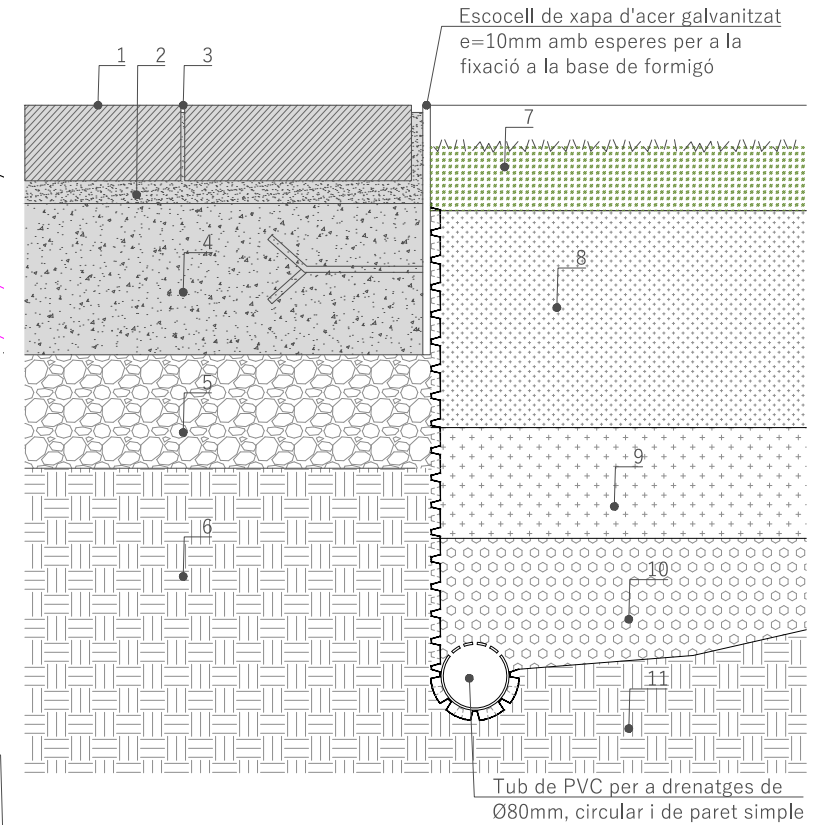 Escocell de xapa d'acer galvanitzat
e=10mm amb esperes per a la
fixació a la base de formigó
1
2
3
7
4
8
5
9
6
10
11
Tub de PVC per a drenatges de
Ø80mm, circular i de paret simple